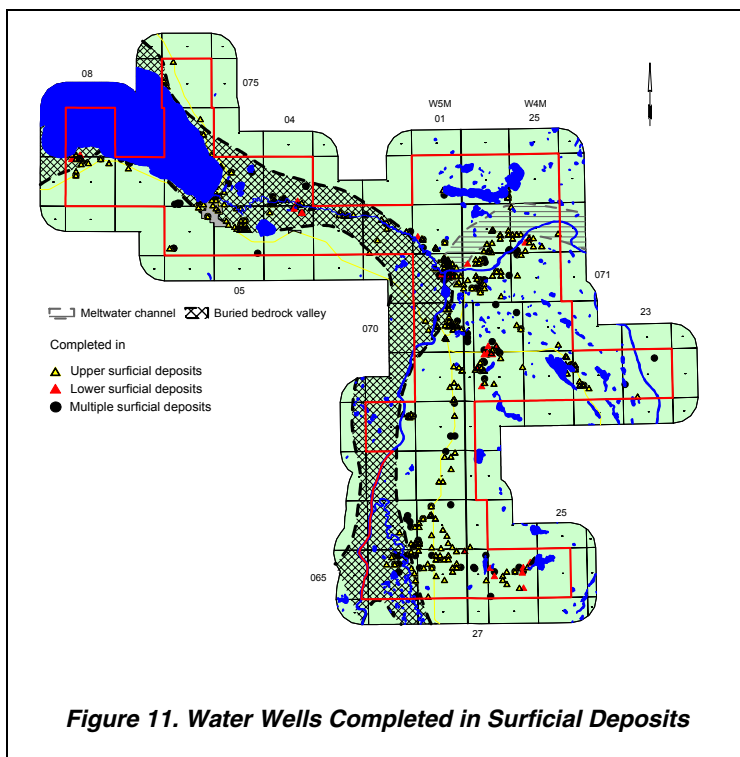 08
075
04
W5M
W4M
01
25
071
05
23
Meltwater channel
Buried bedrock valley
070
Completed in
Upper surficial deposits
Lower surficial deposits
Multiple surficial deposits
25
065
27
Figure 11. Water Wells Completed in Surficial Deposits